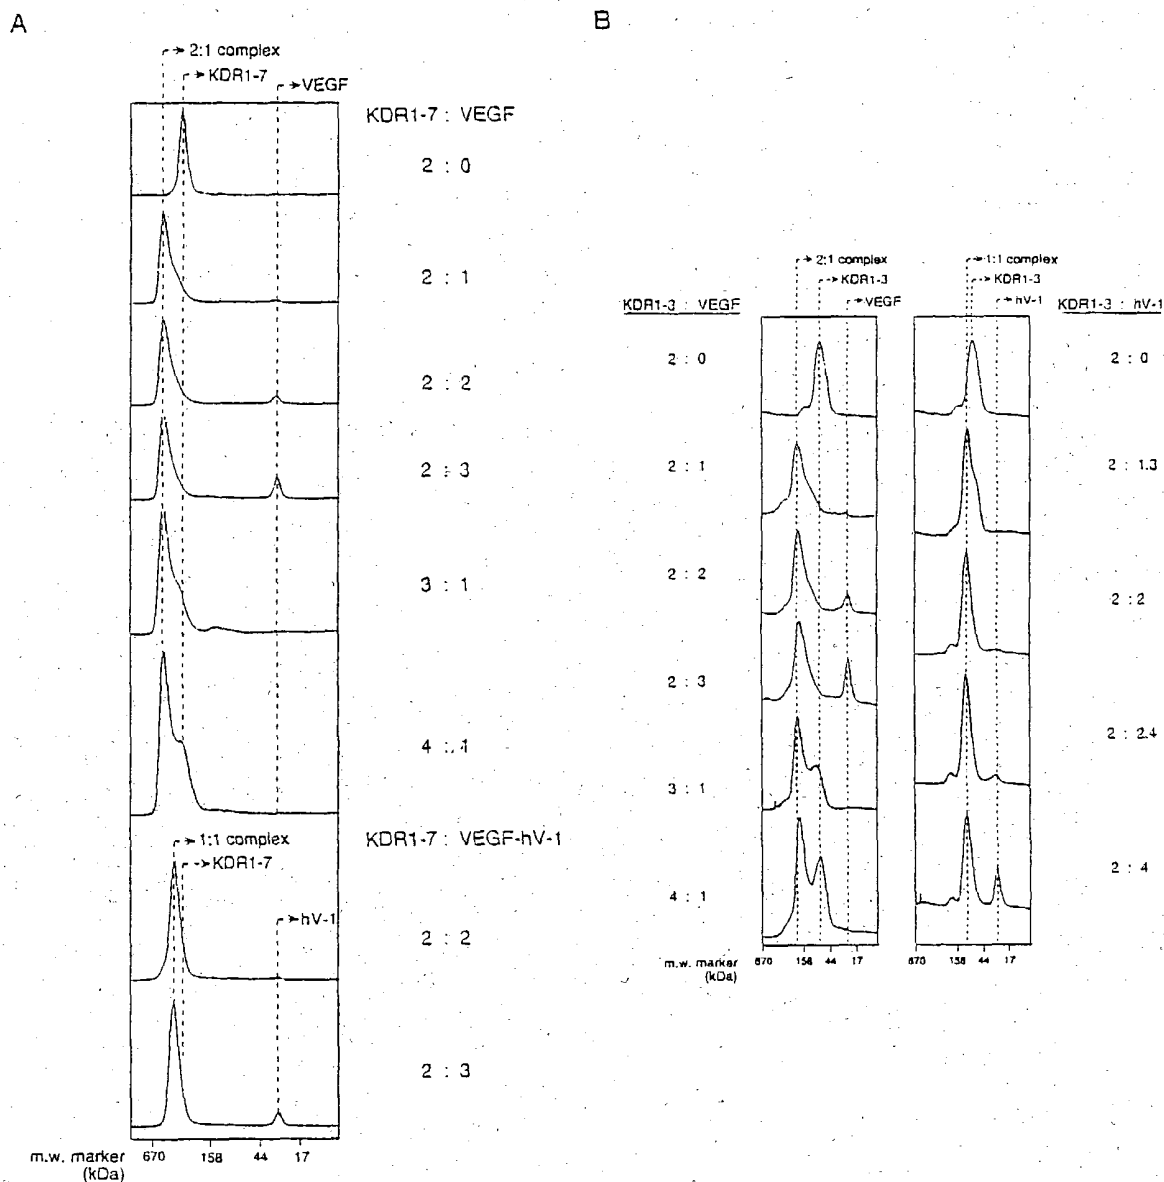 A
2:1 complex
KDR1-7
VEGF
KDR1-7 : VEGF
2 : 0
2 : 1
2 : 2
2 : 3
3 : 1
4 : 1
1:1 complex
KDR1-7
KDR1-7 : VEGF-hV-1
hV-1
2 : 2
2 : 3
m.w. marker
(kDa)
670 158 44 17
B
2:1 complex
KDR1-3
VEGF
KDR1-3 : VEGF
2 : 0
2 : 1
2 : 2
2 : 3
3 : 1
4 : 1
m.w. marker
(kDa)
670 158 44 17
1:1 complex
KDR1-3
hV-1
KDR1-3 : hV-1
2 : 0
2 : 1.3
2 : 2
2 : 2.4
2 : 4
670 158 44 17